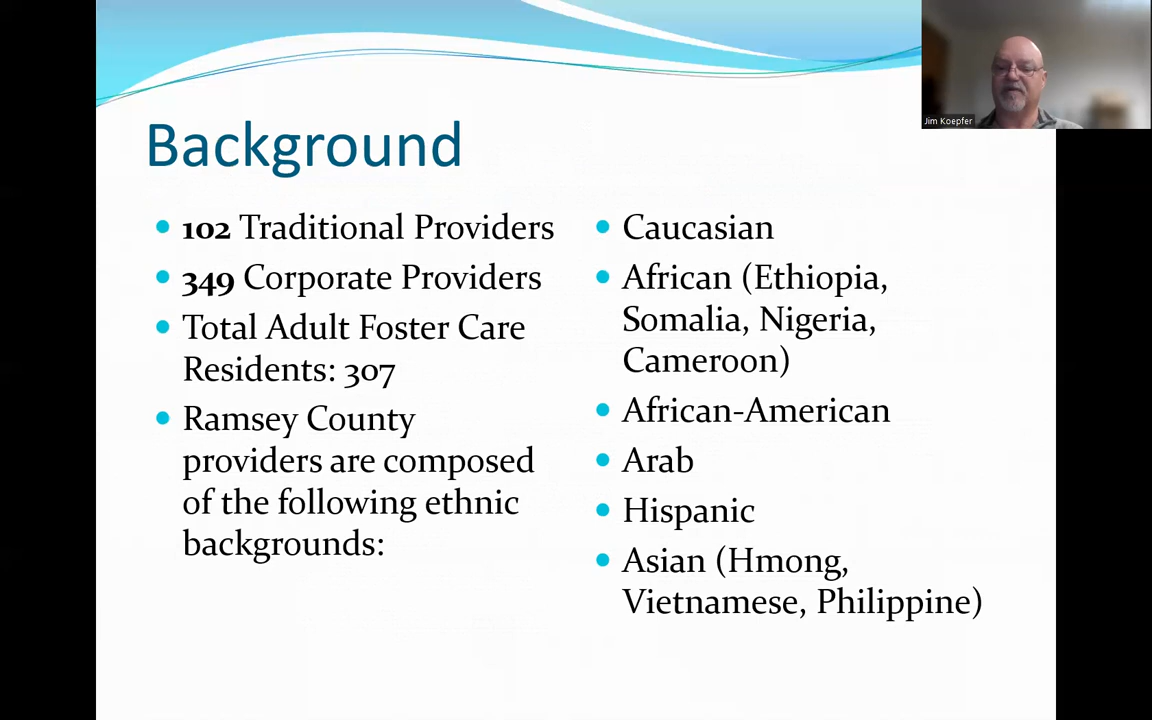 Background
102 Traditional Providers
349 Corporate Providers
Total Adult Foster Care
Residents: 307
Ramsey County
providers are composed
of the following ethnic
backgrounds:
Caucasian
African (Ethiopia,
Somalia, Nigeria,
Cameroon)
African-American
Arab
Hispanic
Asian (Hmong,
Vietnamese, Philippine)
Jim Koepfer